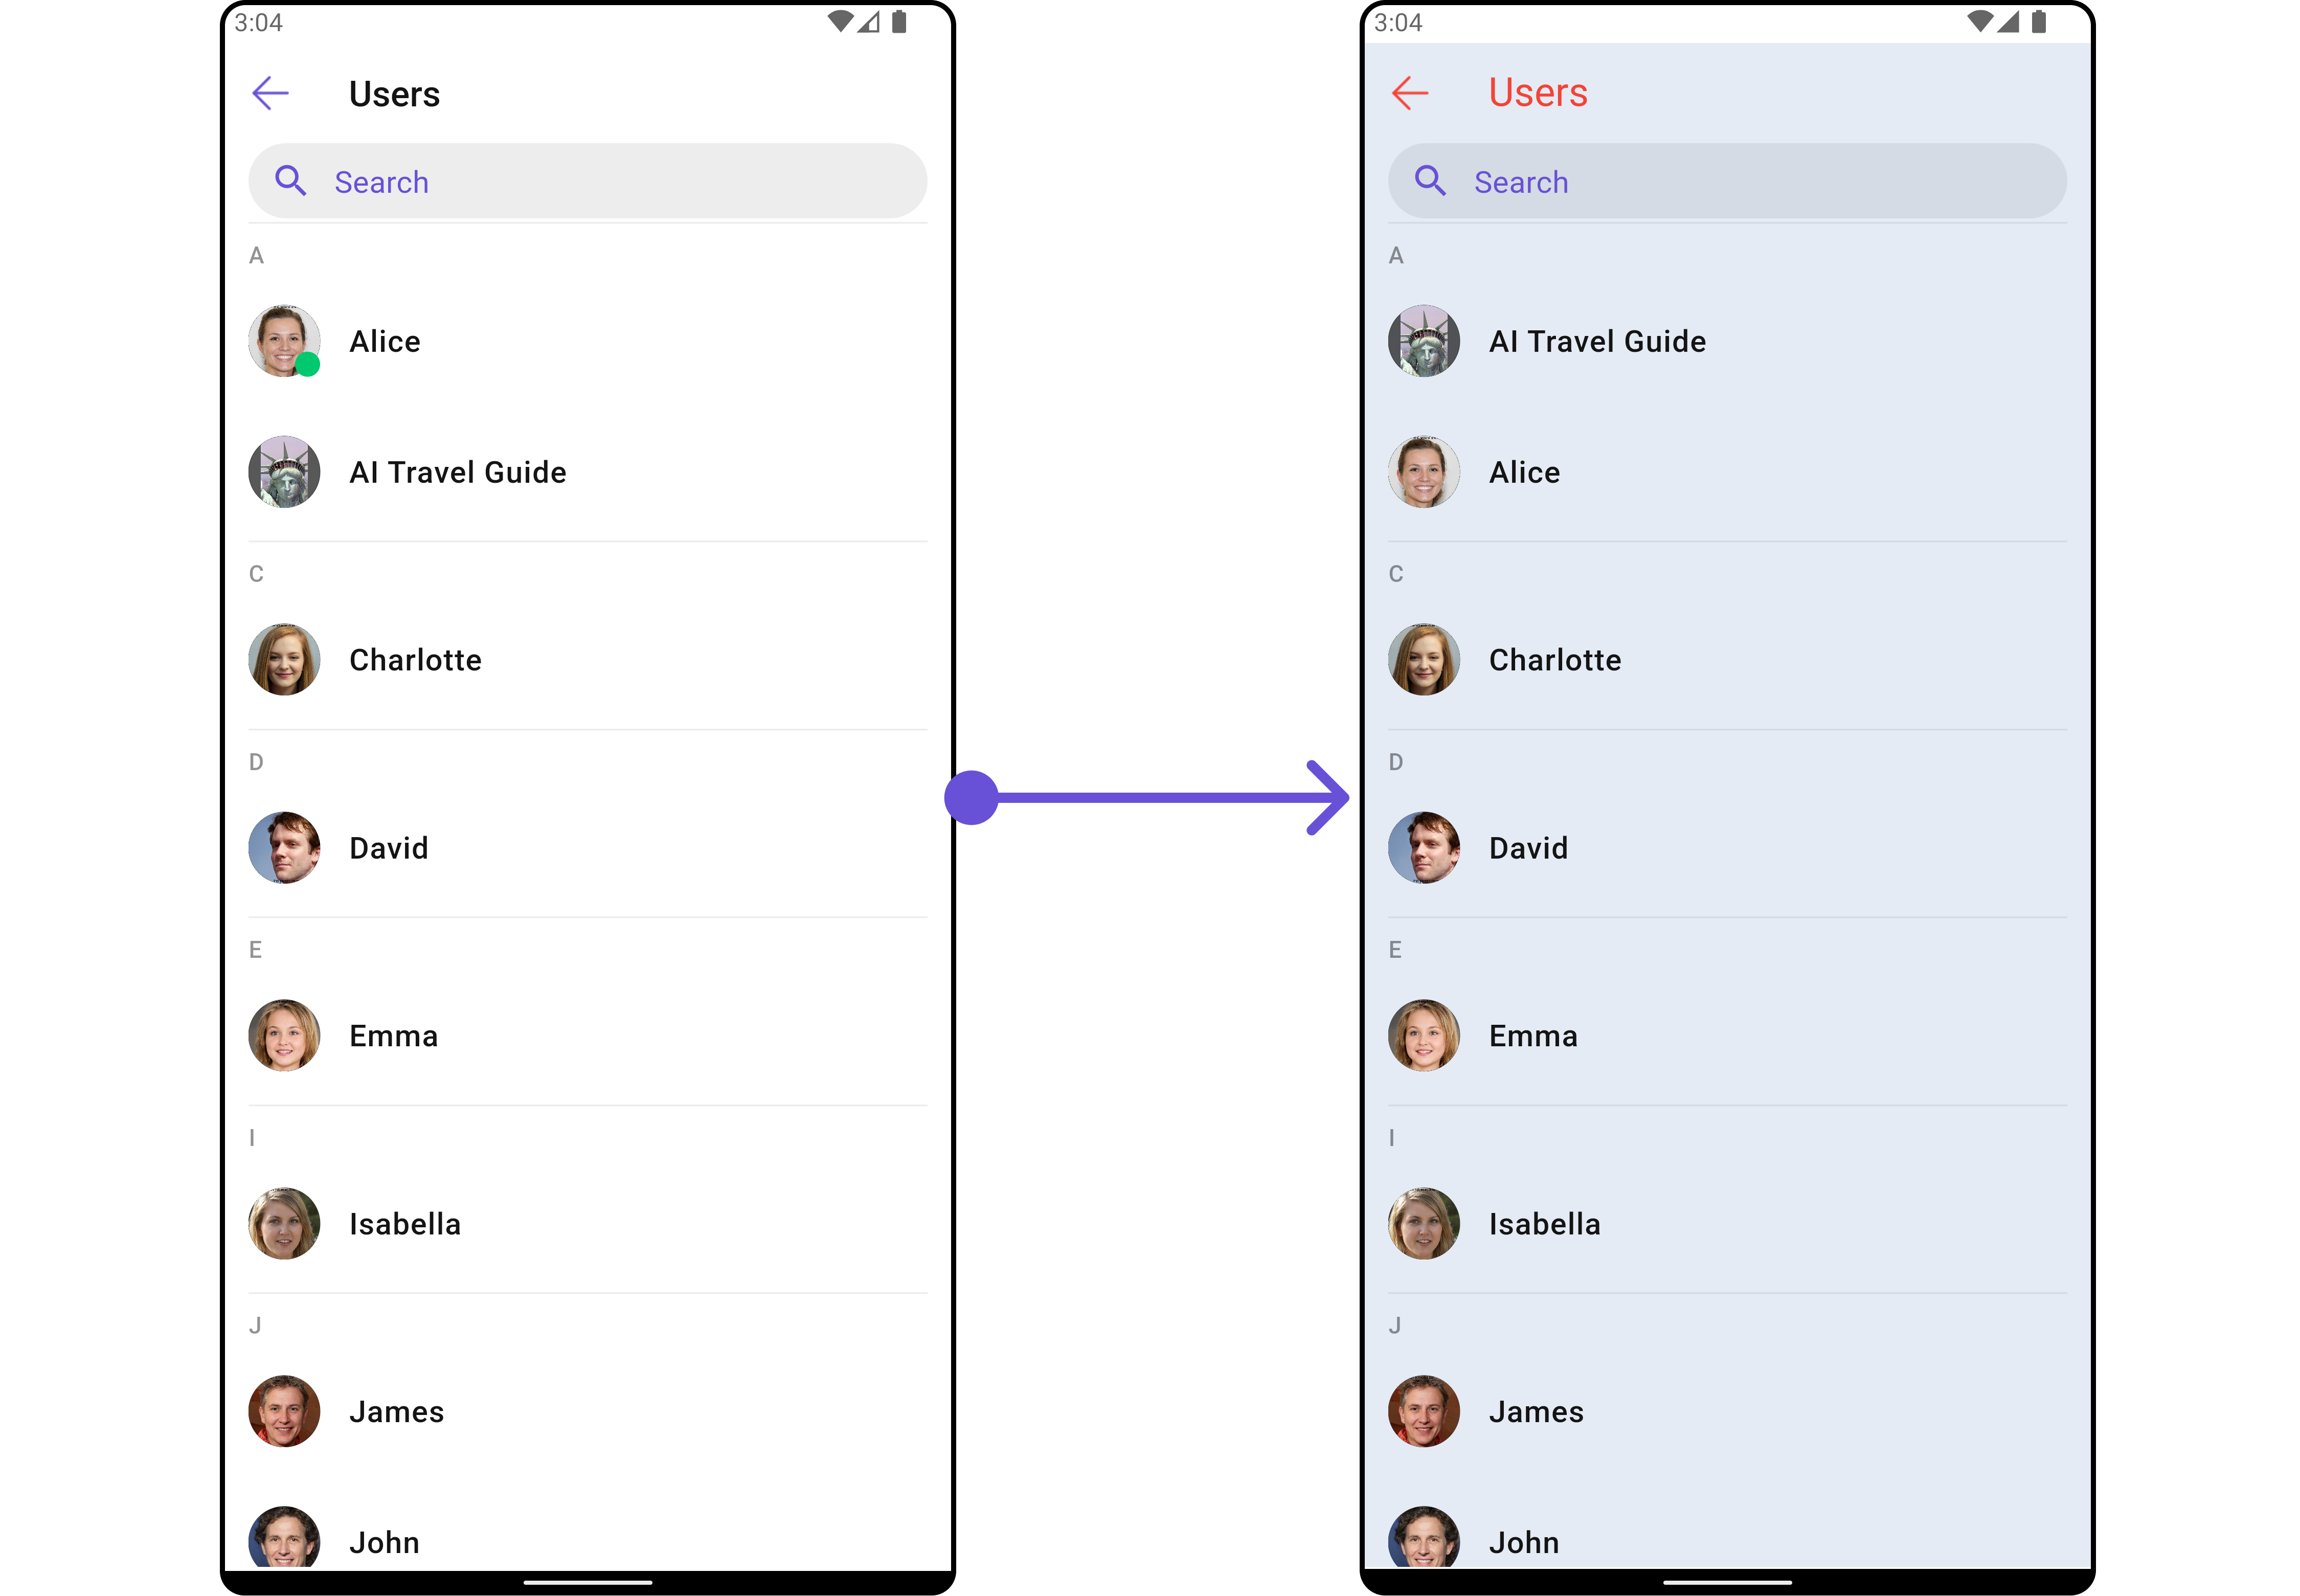 3:04
Users
Search
A
Alice
AI Travel Guide
C
Charlotte
D
David
E
Emma
I
Isabella
J
James
John
3:04
Users
Search
A
AI Travel Guide
Alice
C
Charlotte
D
David
E
Emma
I
Isabella
J
James
John